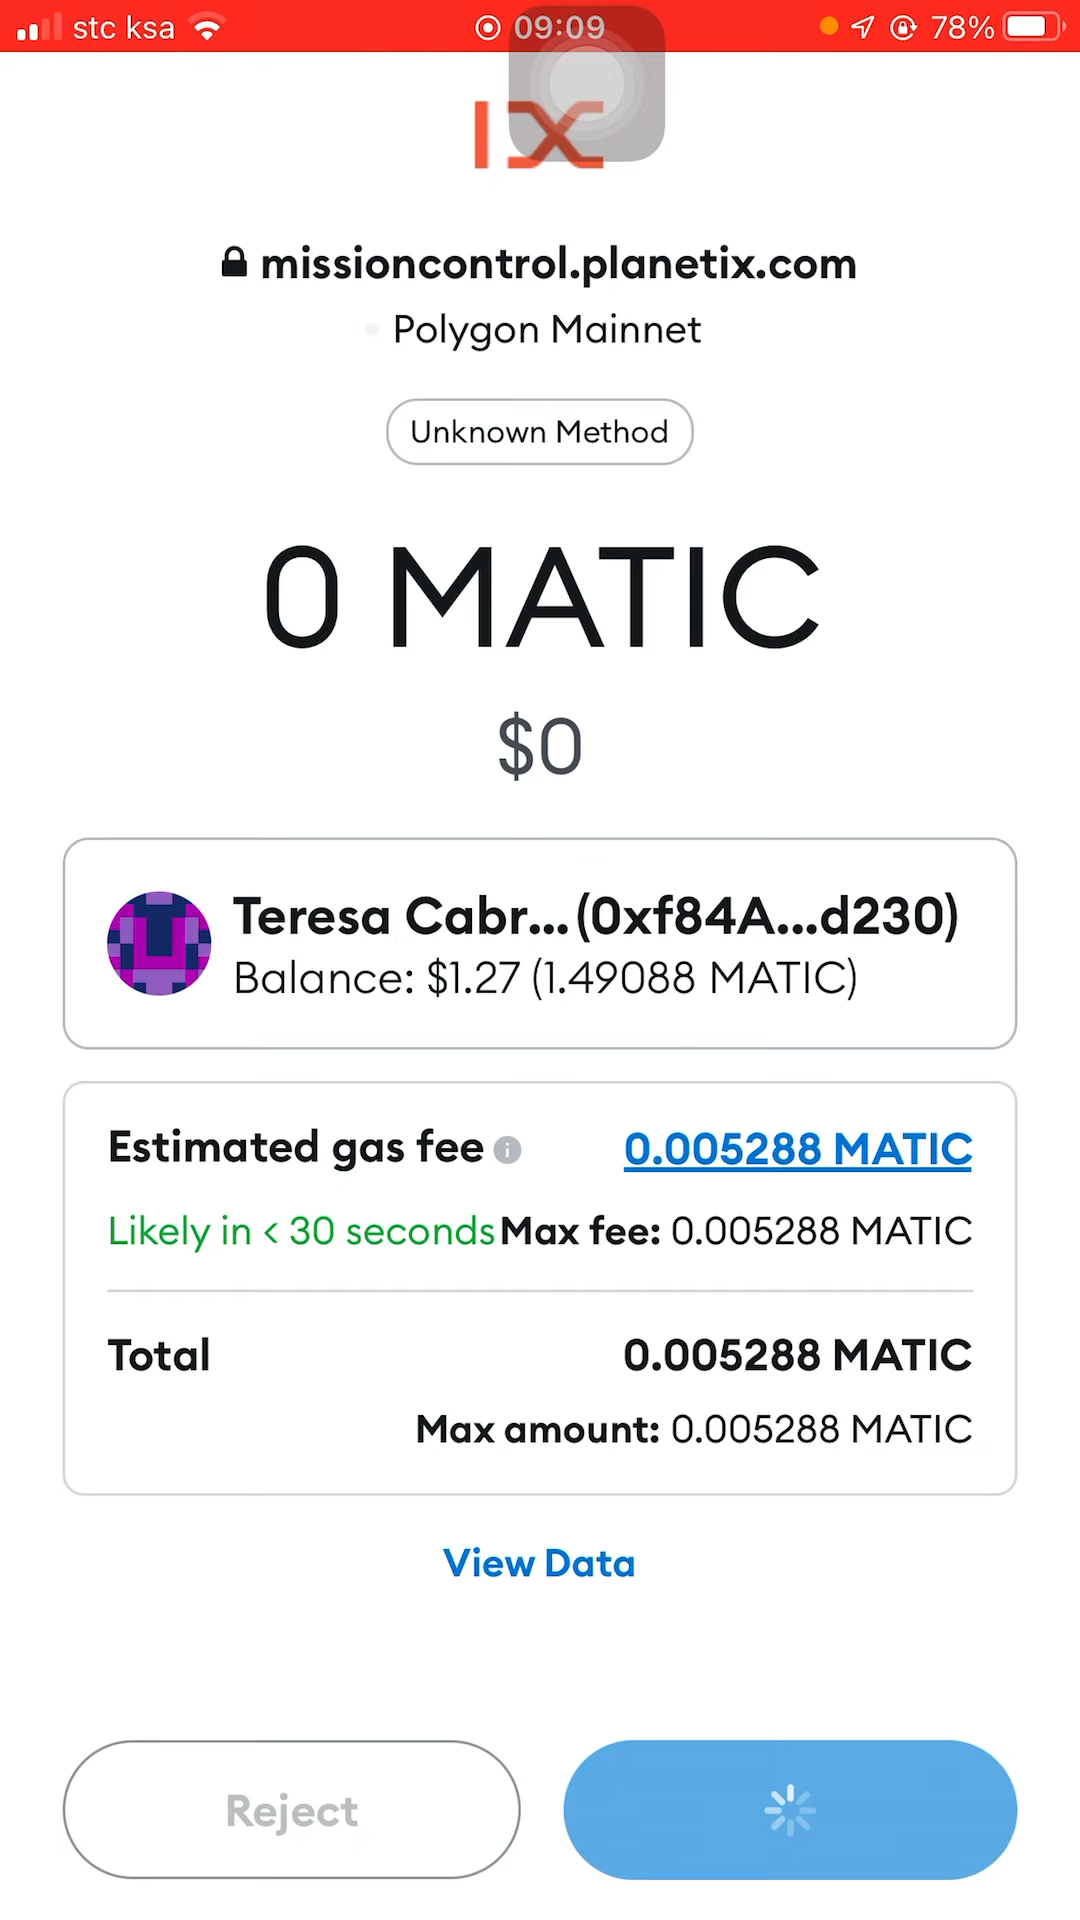 stc ksa 09:09 78%
IX
missioncontrol.planetix.com
Polygon Mainnet
Unknown Method
0 MATIC
$0
Teresa Cabr...(0xf84A...d230)
Balance: $1.27 (1.49088 MATIC)
Estimated gas fee 0.005288 MATIC
Likely in < 30 seconds Max fee: 0.005288 MATIC
Total 0.005288 MATIC
Max amount: 0.005288 MATIC
View Data
Reject